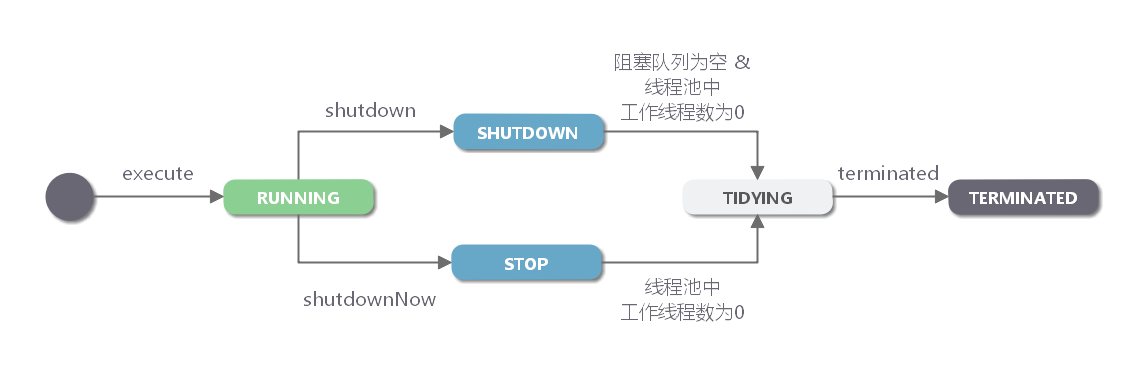 阻塞队列为空 &
线程池中
工作线程数为0
shutdown
SHUTDOWN
execute
terminated
RUNNING
TIDYING
TERMINATED
STOP
shutdownNow
线程池中
工作线程数为0